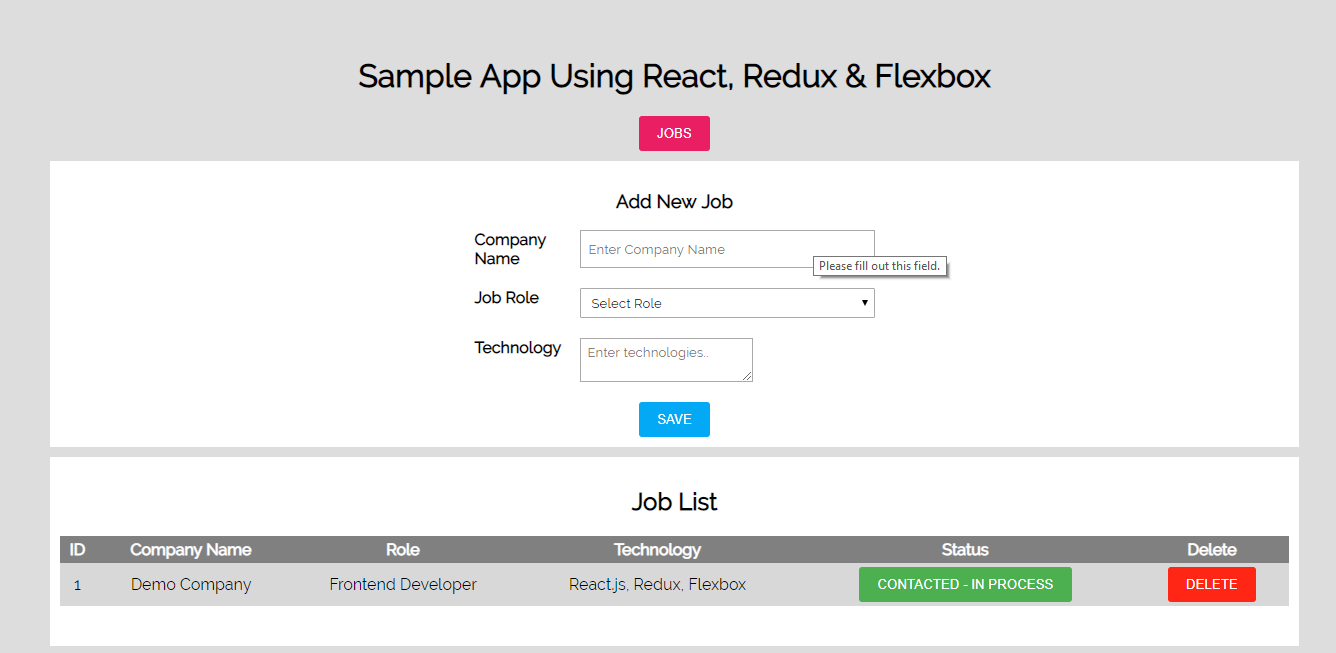 Sample App Using React, Redux & Flexbox
JOBS
Add New Job
Company
Name
Enter Company Name
Please fill out this field.
Job Role
Select Role
Technology
Enter technologies..
SAVE
Job List
ID Company Name Role Technology Status Delete
1 Demo Company Frontend Developer React.js, Redux, Flexbox CONTACTED - IN PROCESS DELETE